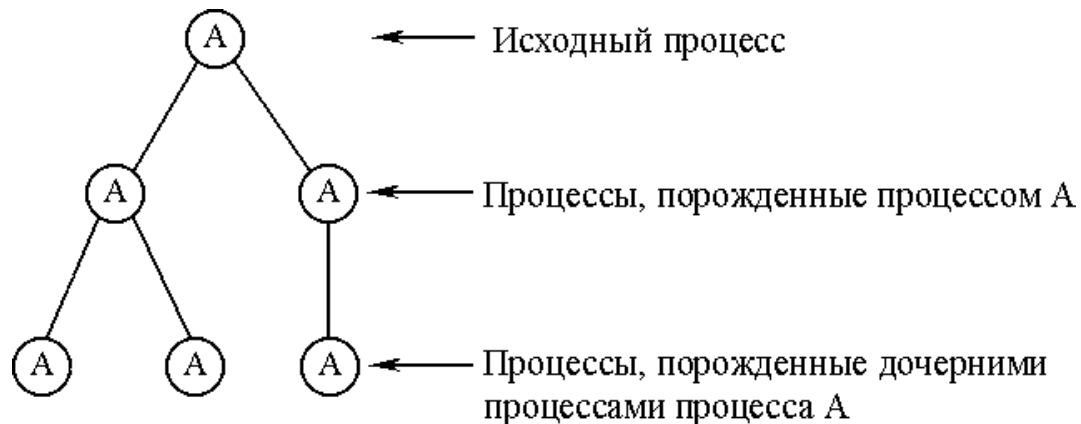 А Исходный процесс
А А Процессы, порожденные процессом А
А А А Процессы, порожденные дочерними
процессами процесса А